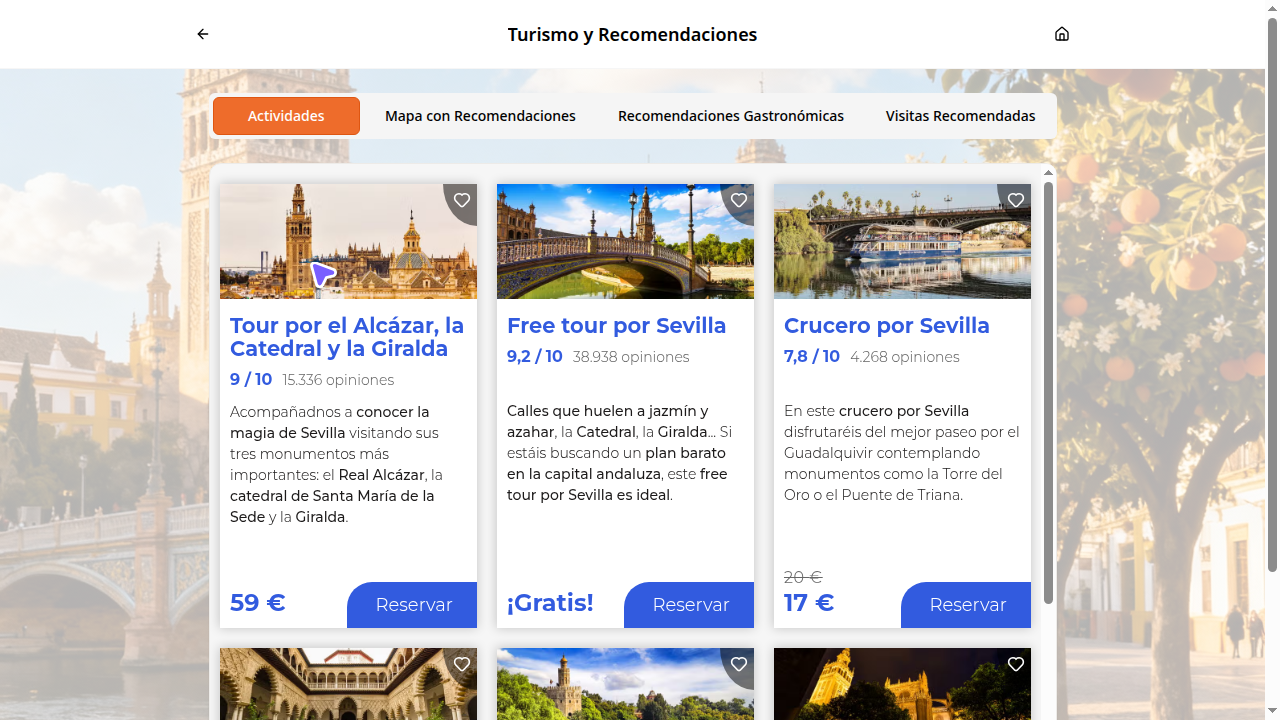 Turismo y Recomendaciones
Actividades
Mapa con Recomendaciones
Recomendaciones Gastronómicas
Visitas Recomendadas
Tour por el Alcázar, la
Catedral y la Giralda
9 / 10 15.336 opiniones
Acompañadnos a conocer la
magia de Sevilla visitando sus
tres monumentos más
importantes: el Real Alcázar, la
catedral de Santa María de la
Sede y la Giralda.
59 €
Reservar
Free tour por Sevilla
9,2 / 10 38.938 opiniones
Calles que huelen a jazmín y
azahar, la Catedral, la Giralda... Si
estáis buscando un plan barato
en la capital andaluza, este free
tour por Sevilla es ideal.
¡Gratis!
Reservar
Crucero por Sevilla
7,8 / 10 4.268 opiniones
En este crucero por Sevilla
disfrutaréis del mejor paseo por el
Guadalquivir contemplando
monumentos como la Torre del
Oro o el Puente de Triana.
20 €
17 €
Reservar